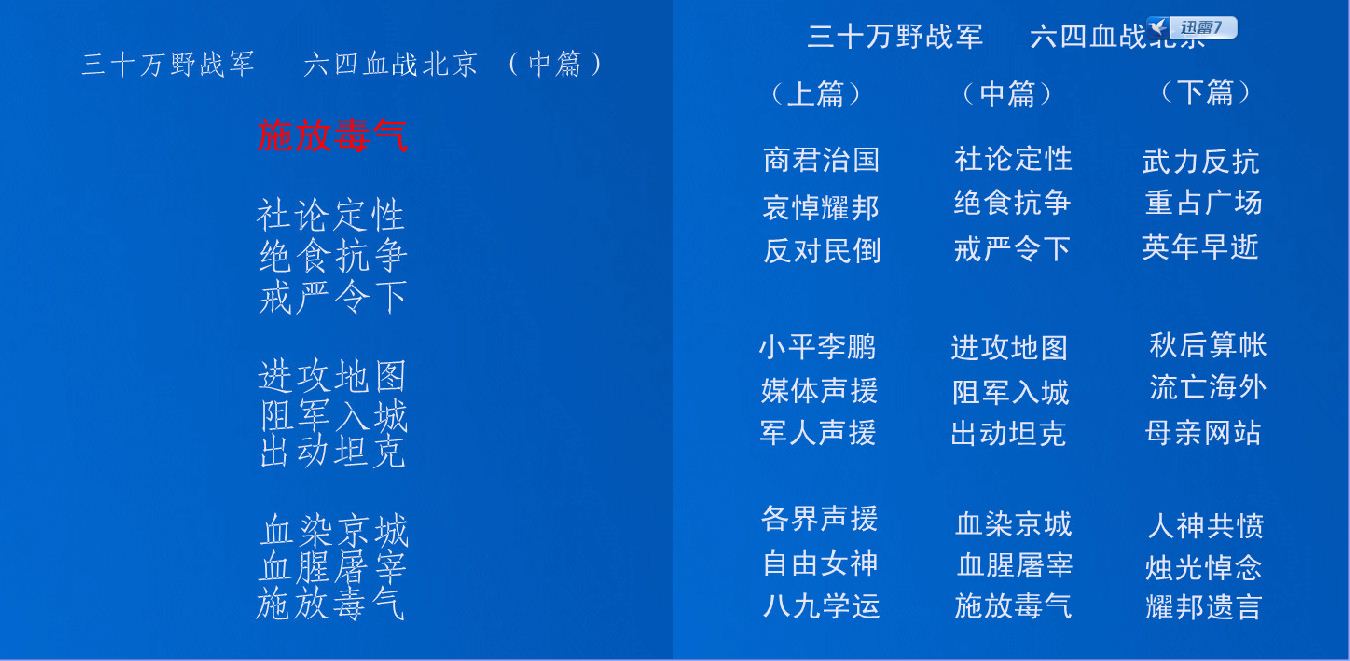 三十万野战军 六四血战北京 （中篇）
施放毒气
社论定性
绝食抗争
戒严令下
进攻地图
阻军入城
出动坦克
血染京城
血腥屠宰
施放毒气
三十万野战军 六四血战北京
迅雷7
（上篇） （中篇） （下篇）
商君治国 社论定性 武力反抗
哀悼耀邦 绝食抗争 重占广场
反对民倒 戒严令下 英年早逝
小平李鹏 进攻地图 秋后算帐
媒体声援 阻军入城 流亡海外
军人声援 出动坦克 母亲网站
各界声援 血染京城 人神共愤
自由女神 血腥屠宰 烛光悼念
八九学运 施放毒气 耀邦遗言